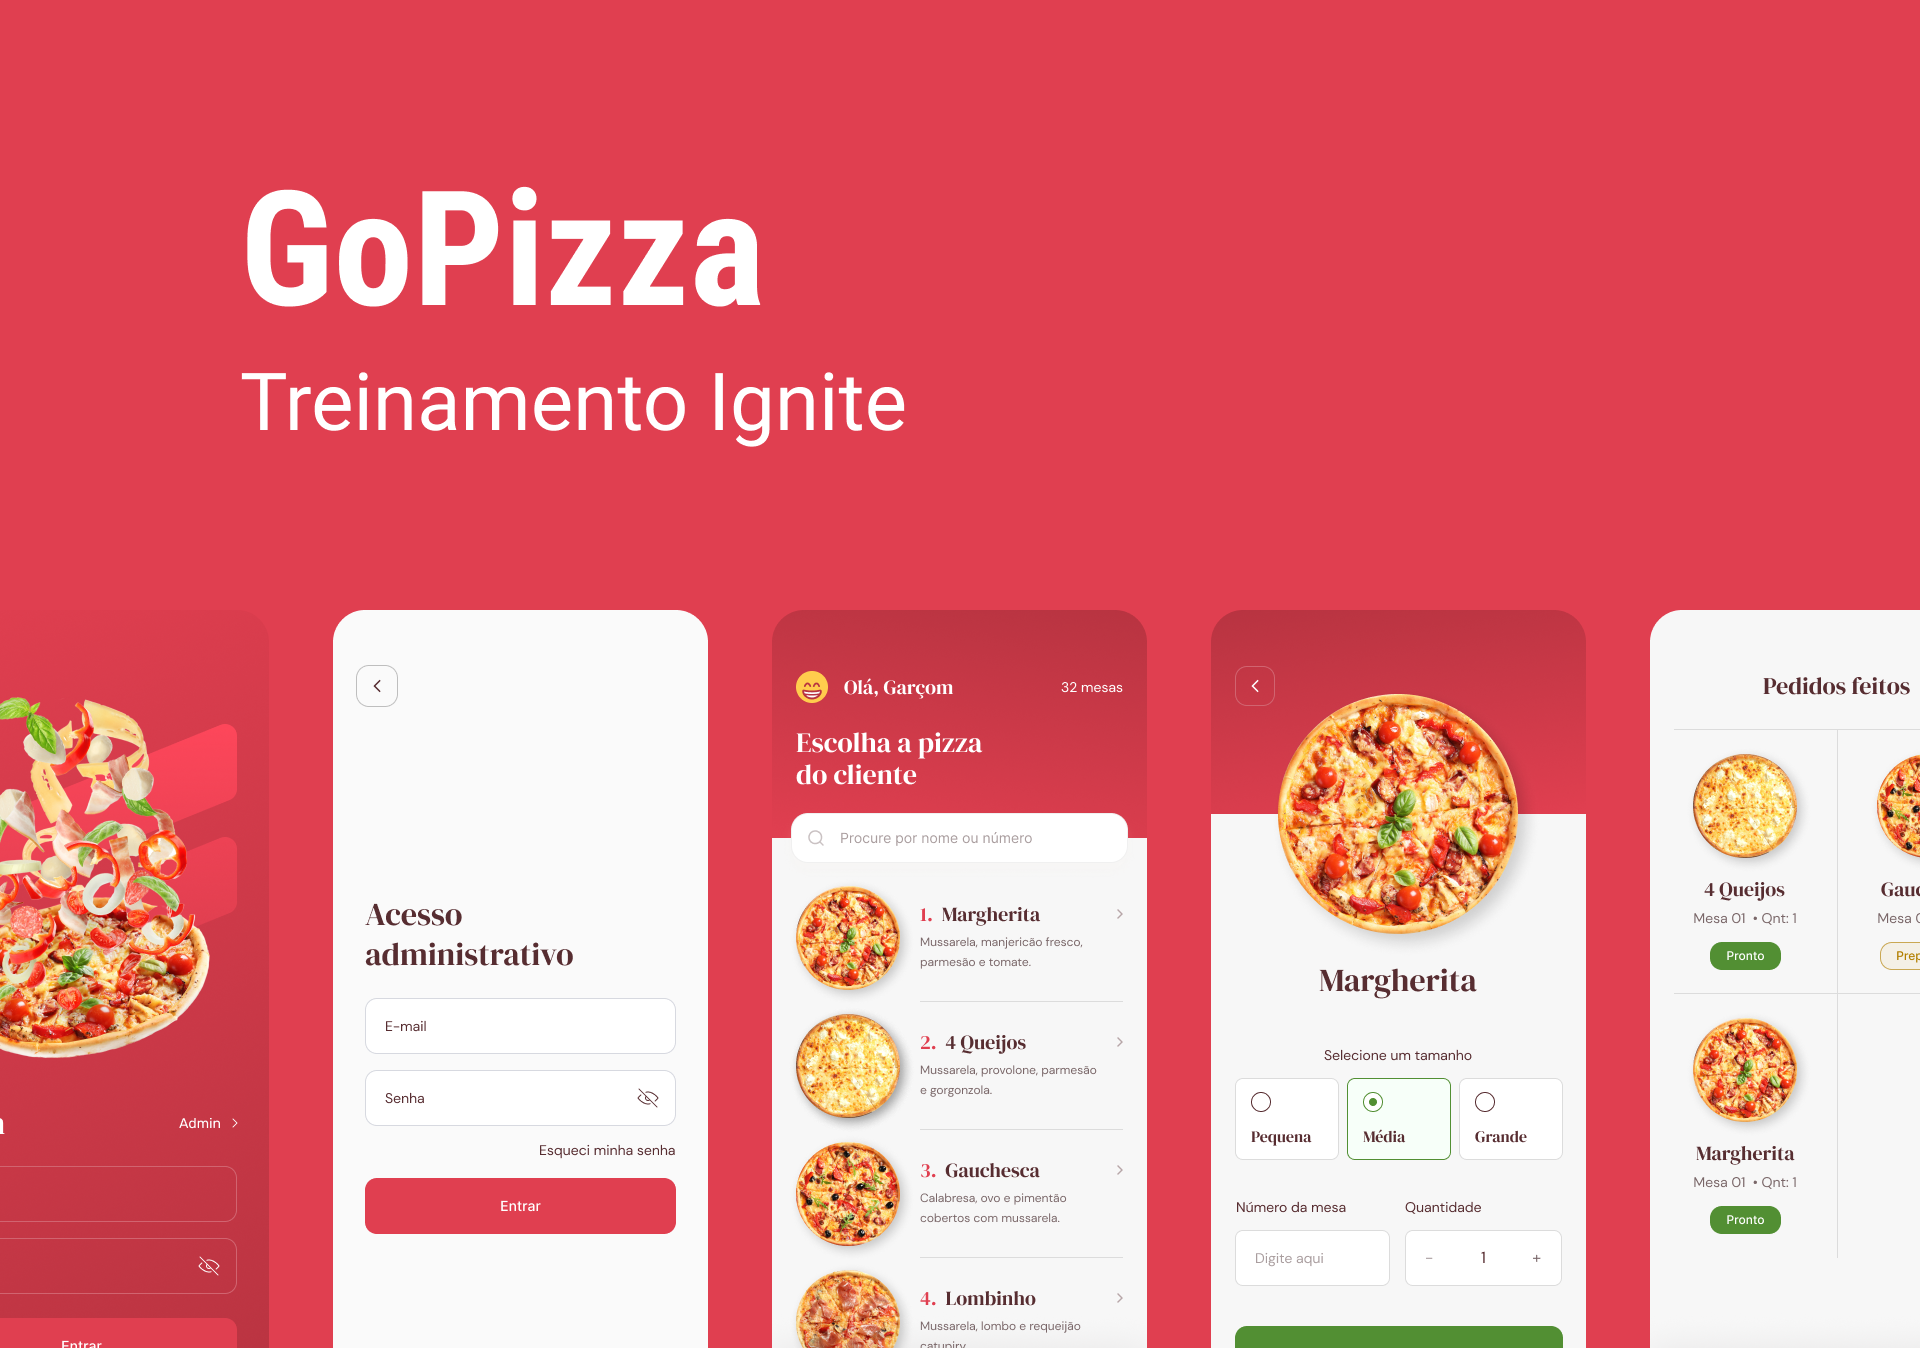 GoPizza
Treinamento Ignite
Admin
Entrar
Acesso
administrativo
E-mail
Senha
Esqueci minha senha
Entrar
Olá, Garçom
32 mesas
Escolha a pizza
do cliente
Procure por nome ou número
1. Margherita
Mussarela, manjericão fresco,
parmesão e tomate.
2. 4 Queijos
Mussarela, provolone, parmesão
e gorgonzola.
3. Gauchesca
Calabresa, ovo e pimentão
cobertos com mussarela.
4. Lombinho
Mussarela, lombo e requeijão
catupiry
Margherita
Selecione um tamanho
Pequena
Média
Grande
Número da mesa
Quantidade
Digite aqui
− 1 +
Pedidos feitos
4 Queijos
Mesa 01 • Qnt: 1
Pronto
Gauc
Mesa 0
Prep
Margherita
Mesa 01 • Qnt: 1
Pronto